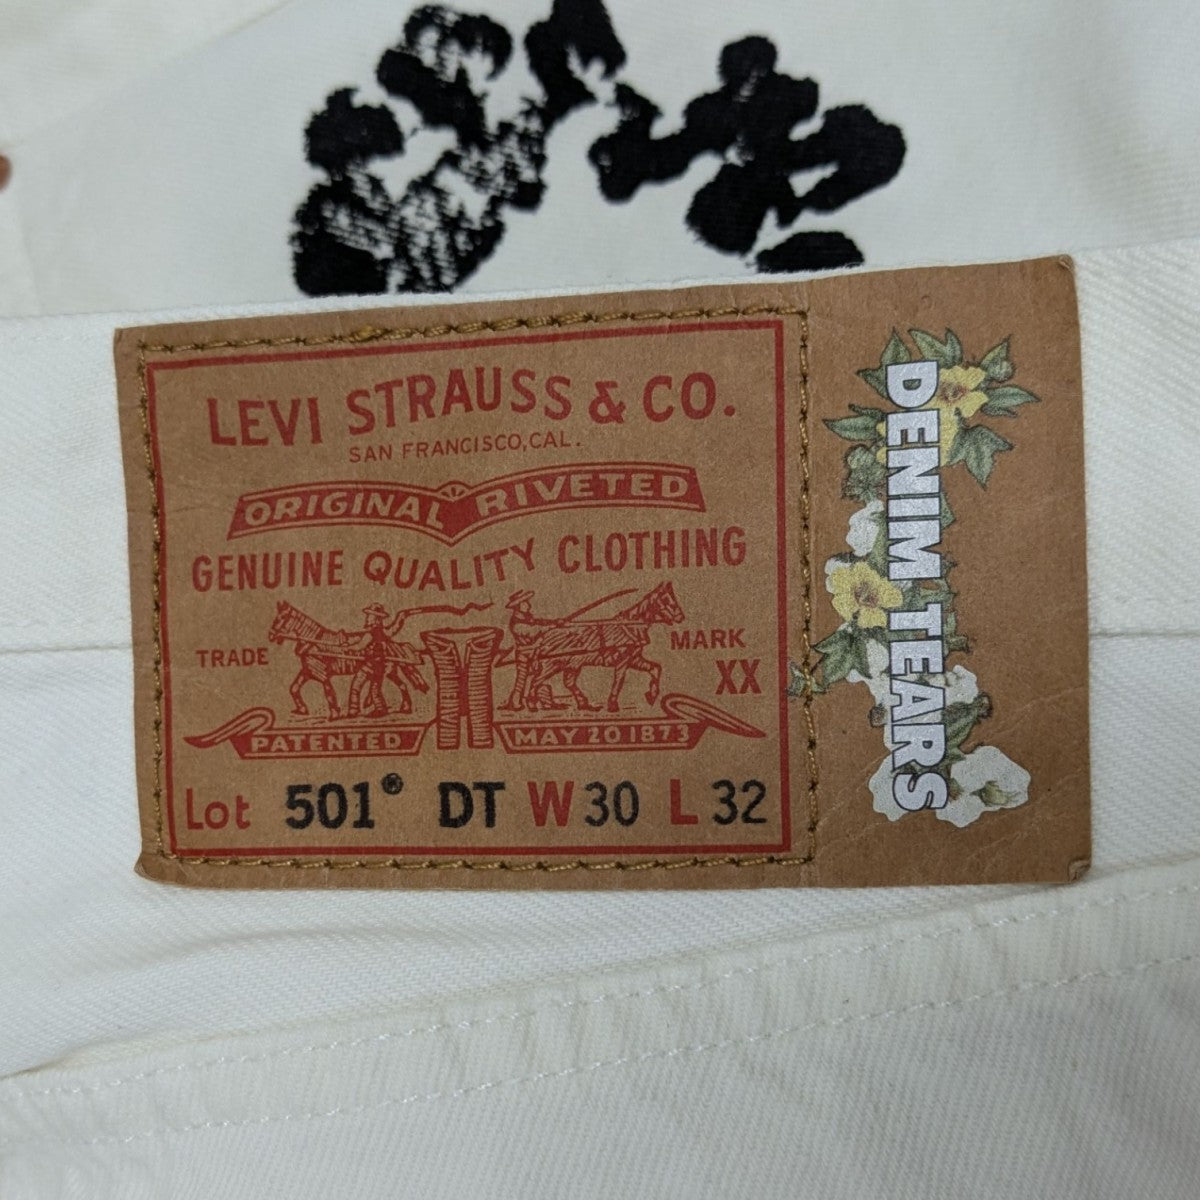 LEVI STRAUSS & CO.
SAN FRANCISCO, CAL.
ORIGINAL RIVETED
GENUINE QUALITY CLOTHING
TRADE MARK
XX
PATENTED MAY 20 1873
Lot 501® DT W 30 L 32
DENIM TEARS